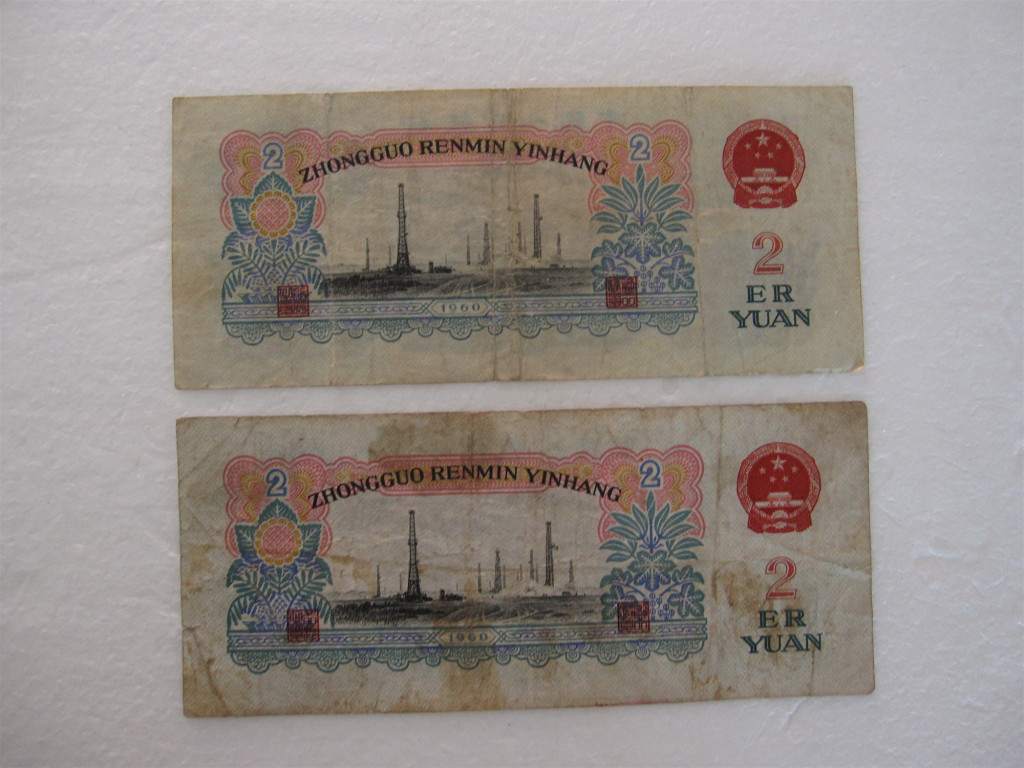 2 2
ZHONGGUO RENMIN YINHANG
2
ER
YUAN
1960
2 2
ZHONGGUO RENMIN YINHANG
2
ER
YUAN
1960